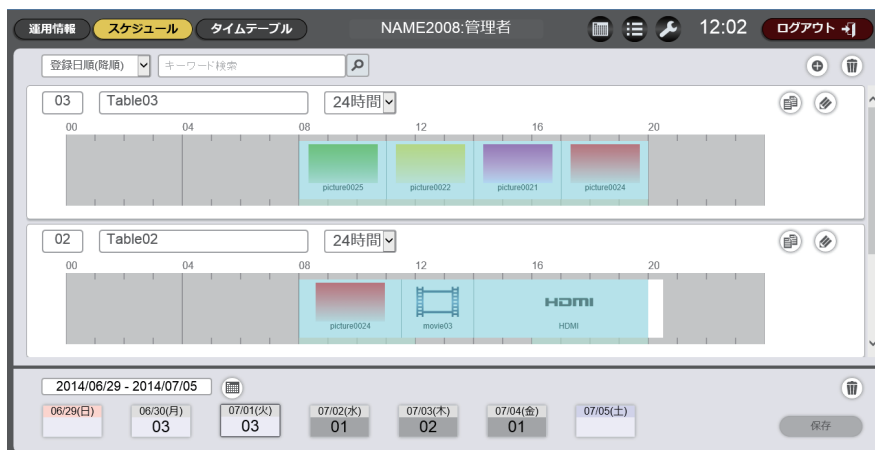 運用情報 スケジュール タイムテーブル NAME2008:管理者 12:02 ログアウト
登録日順(降順) キーワード検索
03 Table03 24時間
00 04 08 12 16 20
picture0025 picture0022 picture0021 picture0024
02 Table02 24時間
00 04 08 12 16 20
HDMI
picture0024 movie03 HDMI
2014/06/29 - 2014/07/05
06/29(日) 06/30(月) 07/01(火) 07/02(水) 07/03(木) 07/04(金) 07/05(土)
03 03 01 02 01 保存